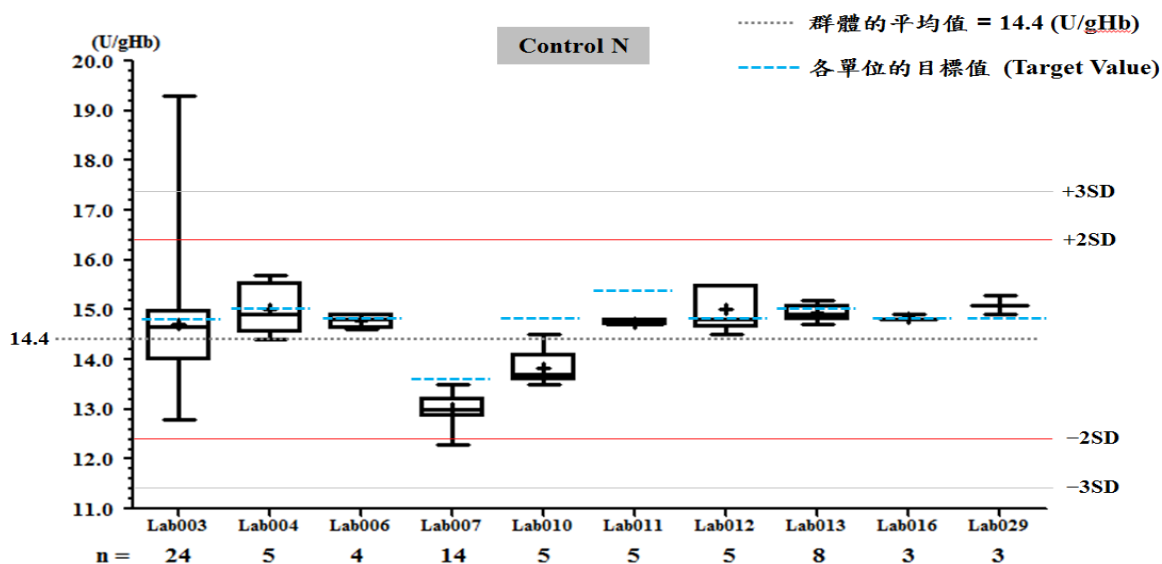 群體的平均值 = 14.4 (U/gHb)
(U/gHb)
Control N
各單位的目標值 (Target Value)
20.0
19.0
18.0
+3SD
17.0
+2SD
16.0
15.0
14.4
14.0
13.0
−2SD
12.0
−3SD
11.0
Lab003 Lab004 Lab006 Lab007 Lab010 Lab011 Lab012 Lab013 Lab016 Lab029
n = 24 5 4 14 5 5 5 8 3 3